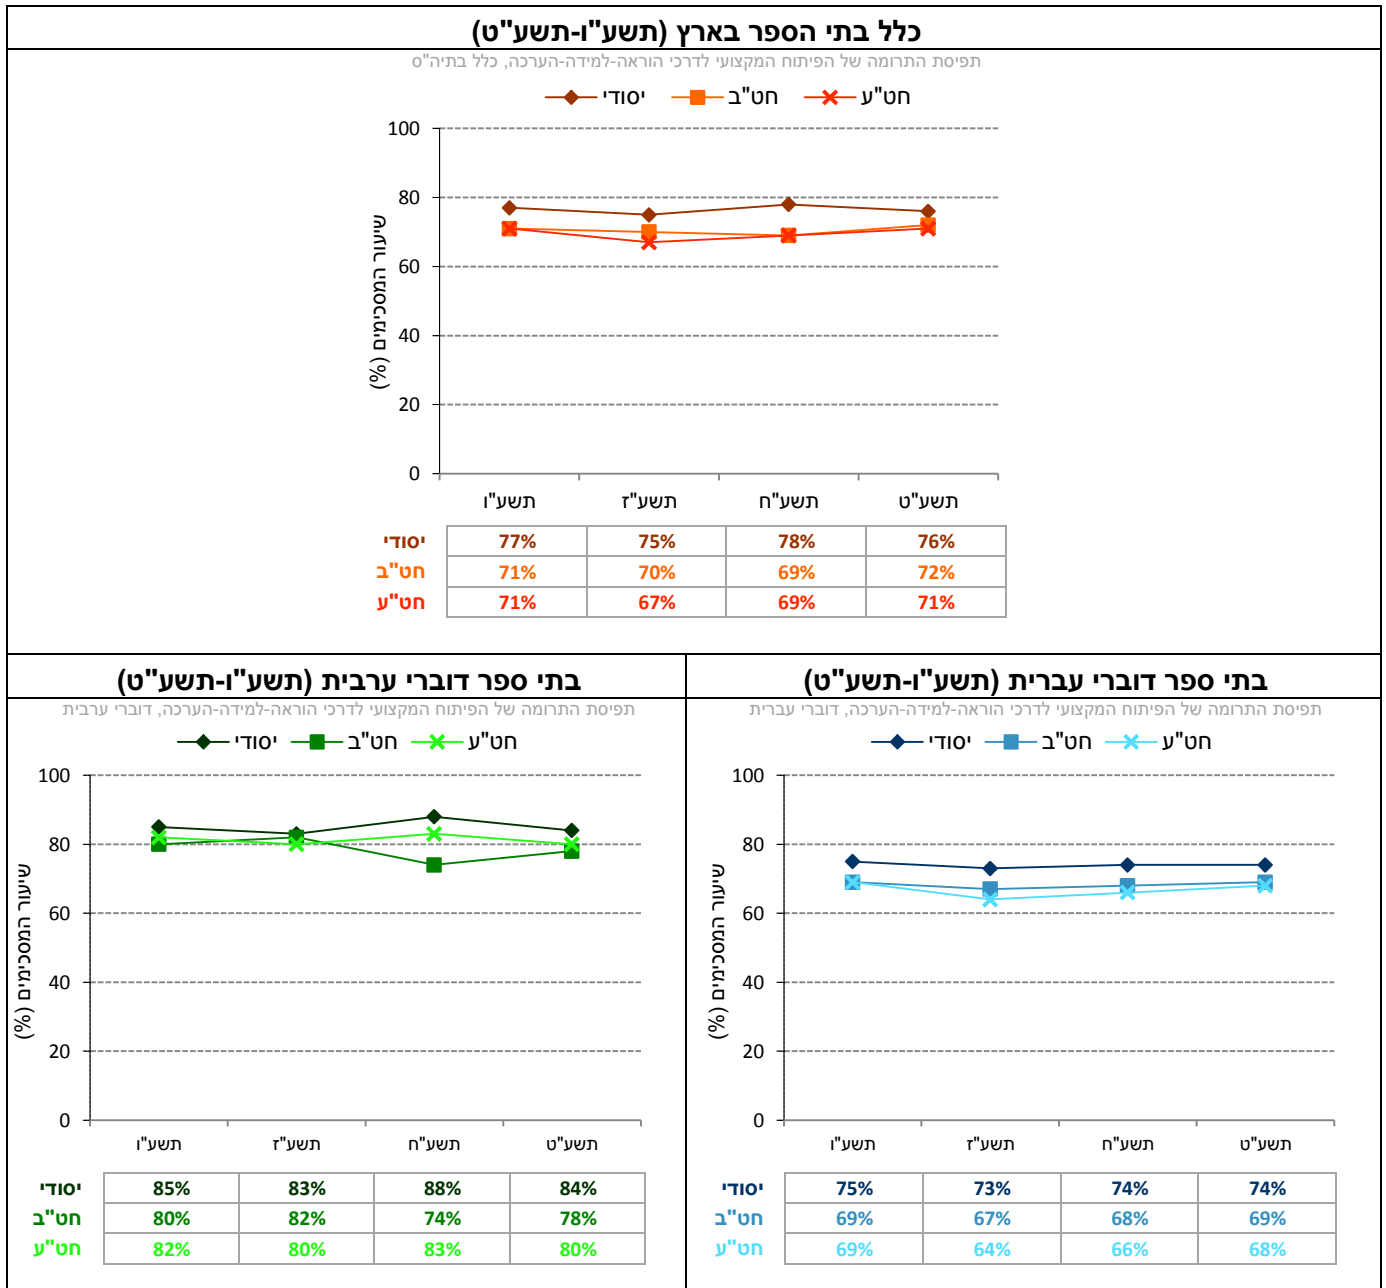 כלל בתי הספר בארץ (תשע"ו-תשע"ט)
תפיסת התרומה של הפיתוח המקצועי לדרכי הוראה-למידה-הערכה, כלל בתיה"ס
יסודי חט"ב חט"ע
שיעור המסכימים (%)
100
80
60
40
20
0
תשע"ו תשע"ז תשע"ח תשע"ט
יסודי 77% 75% 78% 76%
חט"ב 71% 70% 69% 72%
חט"ע 71% 67% 69% 71%
בתי ספר דוברי עברית (תשע"ו-תשע"ט)
תפיסת התרומה של הפיתוח המקצועי לדרכי הוראה-למידה-הערכה, דוברי עברית
יסודי חט"ב חט"ע
שיעור המסכימים (%)
100
80
60
40
20
0
תשע"ו תשע"ז תשע"ח תשע"ט
יסודי 75% 73% 74% 74%
חט"ב 69% 67% 68% 69%
חט"ע 69% 64% 66% 68%
בתי ספר דוברי ערבית (תשע"ו-תשע"ט)
תפיסת התרומה של הפיתוח המקצועי לדרכי הוראה-למידה-הערכה, דוברי ערבית
יסודי חט"ב חט"ע
שיעור המסכימים (%)
100
80
60
40
20
0
תשע"ו תשע"ז תשע"ח תשע"ט
יסודי 85% 83% 88% 84%
חט"ב 80% 82% 74% 78%
חט"ע 82% 80% 83% 80%